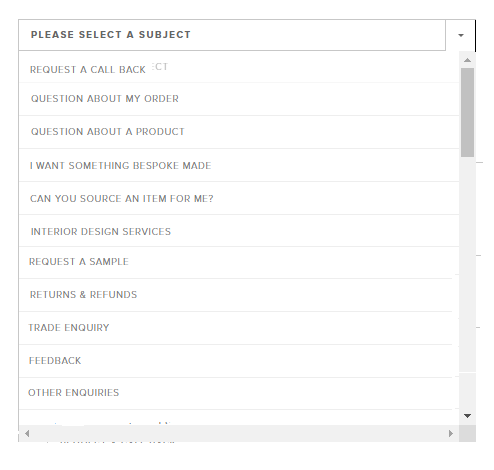 PLEASE SELECT A SUBJECT
REQUEST A CALL BACK
QUESTION ABOUT MY ORDER
QUESTION ABOUT A PRODUCT
I WANT SOMETHING BESPOKE MADE
CAN YOU SOURCE AN ITEM FOR ME?
INTERIOR DESIGN SERVICES
REQUEST A SAMPLE
RETURNS & REFUNDS
TRADE ENQUIRY
FEEDBACK
OTHER ENQUIRIES